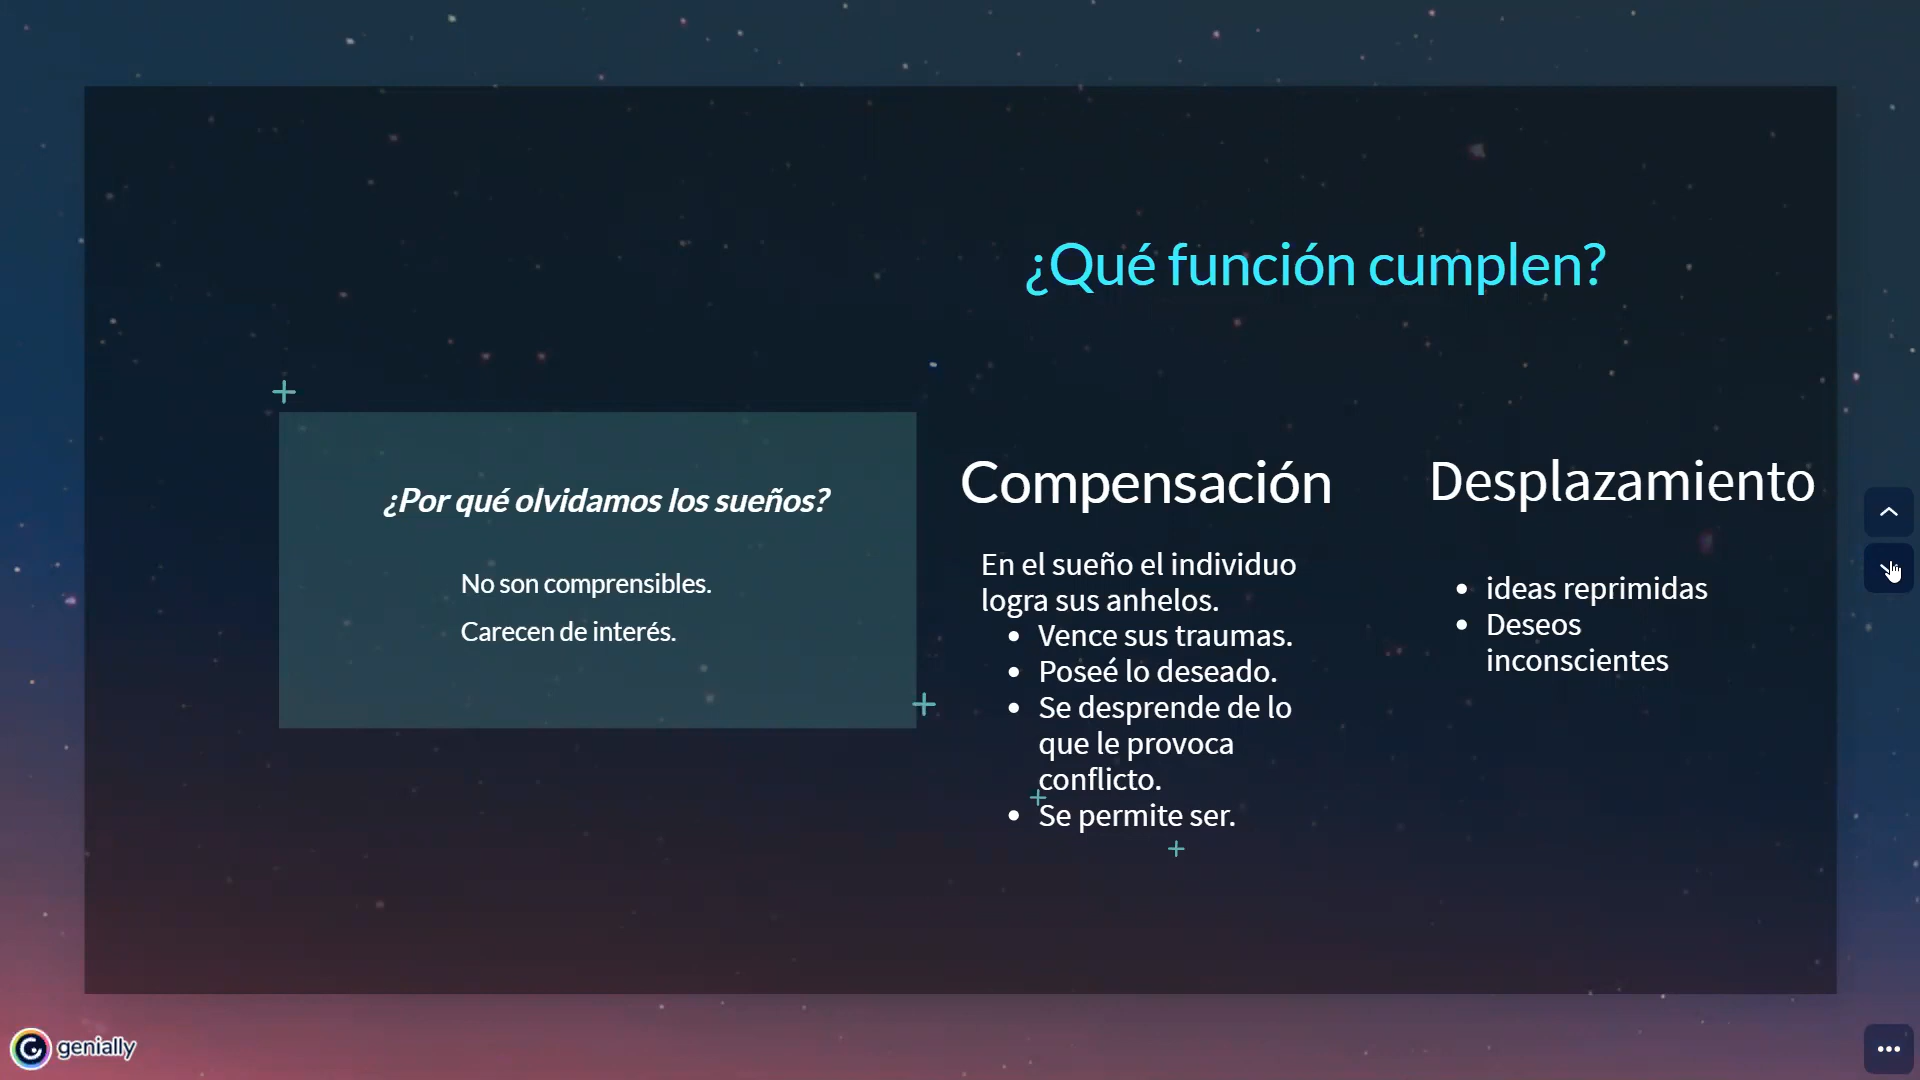 ¿Qué función cumplen?
¿Por qué olvidamos los sueños?
No son comprensibles.
Carecen de interés.
Compensación
En el sueño el individuo
logra sus anhelos.
• Vence sus traumas.
• Poseé lo deseado.
• Se desprende de lo
que le provoca
conflicto.
• Se permite ser.
Desplazamiento
• ideas reprimidas
• Deseos
inconscientes
genially